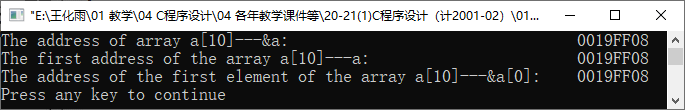 "E:\王化雨\01 教学\04 C程序设计\04 各年教学课件等\20-21(1)C程序设计（计2001-02）\01...
The address of array a[10]---&a: 0019FF08
The first address of the array a[10]---a: 0019FF08
The address of the first element of the array a[10]---&a[0]: 0019FF08
Press any key to continue